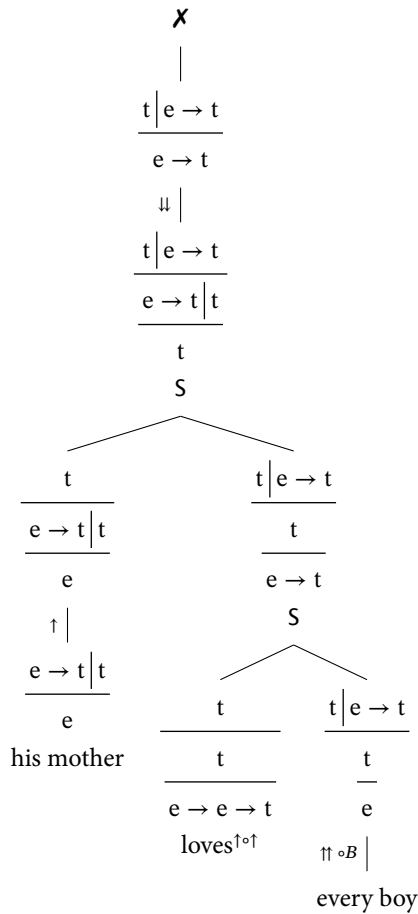 ✗
t | e → t
e → t
⇊
t | e → t
e → t | t
t
S
t
t | e → t
e → t | t
t
e
e → t
↑
S
e → t | t
e
his mother
t
t | e → t
t
t
e → e → t
e
loves↑∘↑
⇈ ∘B
every boy